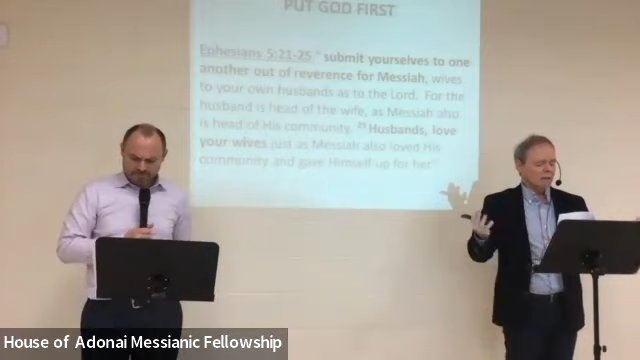 PUT GOD FIRST
Ephesians 5:21-25 " submit yourselves to one
another out of reverence for Messiah, wives
to your own husbands as to the Lord. For the
husband is head of the wife, as Messiah also
is head of His community. 25 Husbands, love
your wives just as Messiah also loved His
community and gave Himself up for her"
House of Adonai Messianic Fellowship